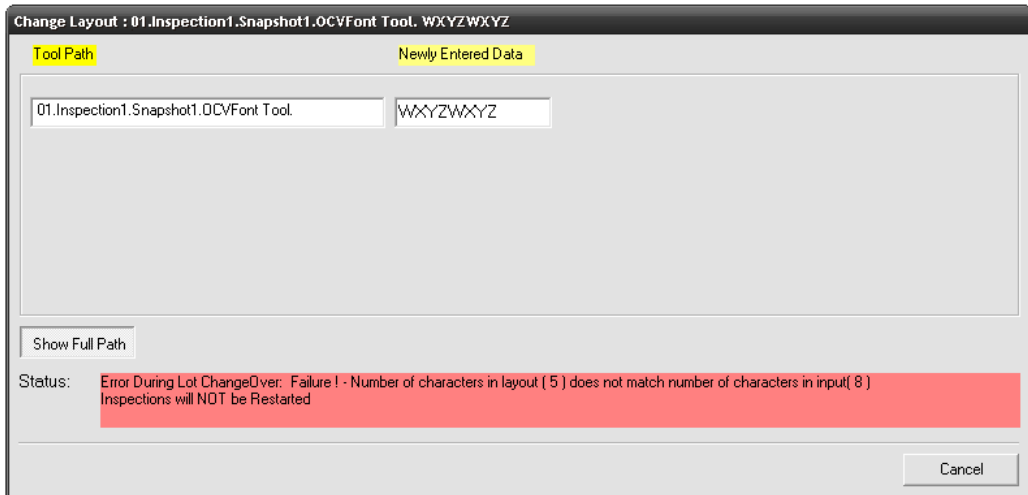 Change Layout : 01.Inspection1.Snapshot1.OCVFont Tool. WXYZWXYZ
Tool Path Newly Entered Data
01.Inspection1.Snapshot1.OCVFont Tool. WXYZWXYZ
Show Full Path
Status: Error During Lot ChangeOver: Failure ! - Number of characters in layout ( 5 ) does not match number of characters in input( 8 )
Inspections will NOT be Restarted
Cancel